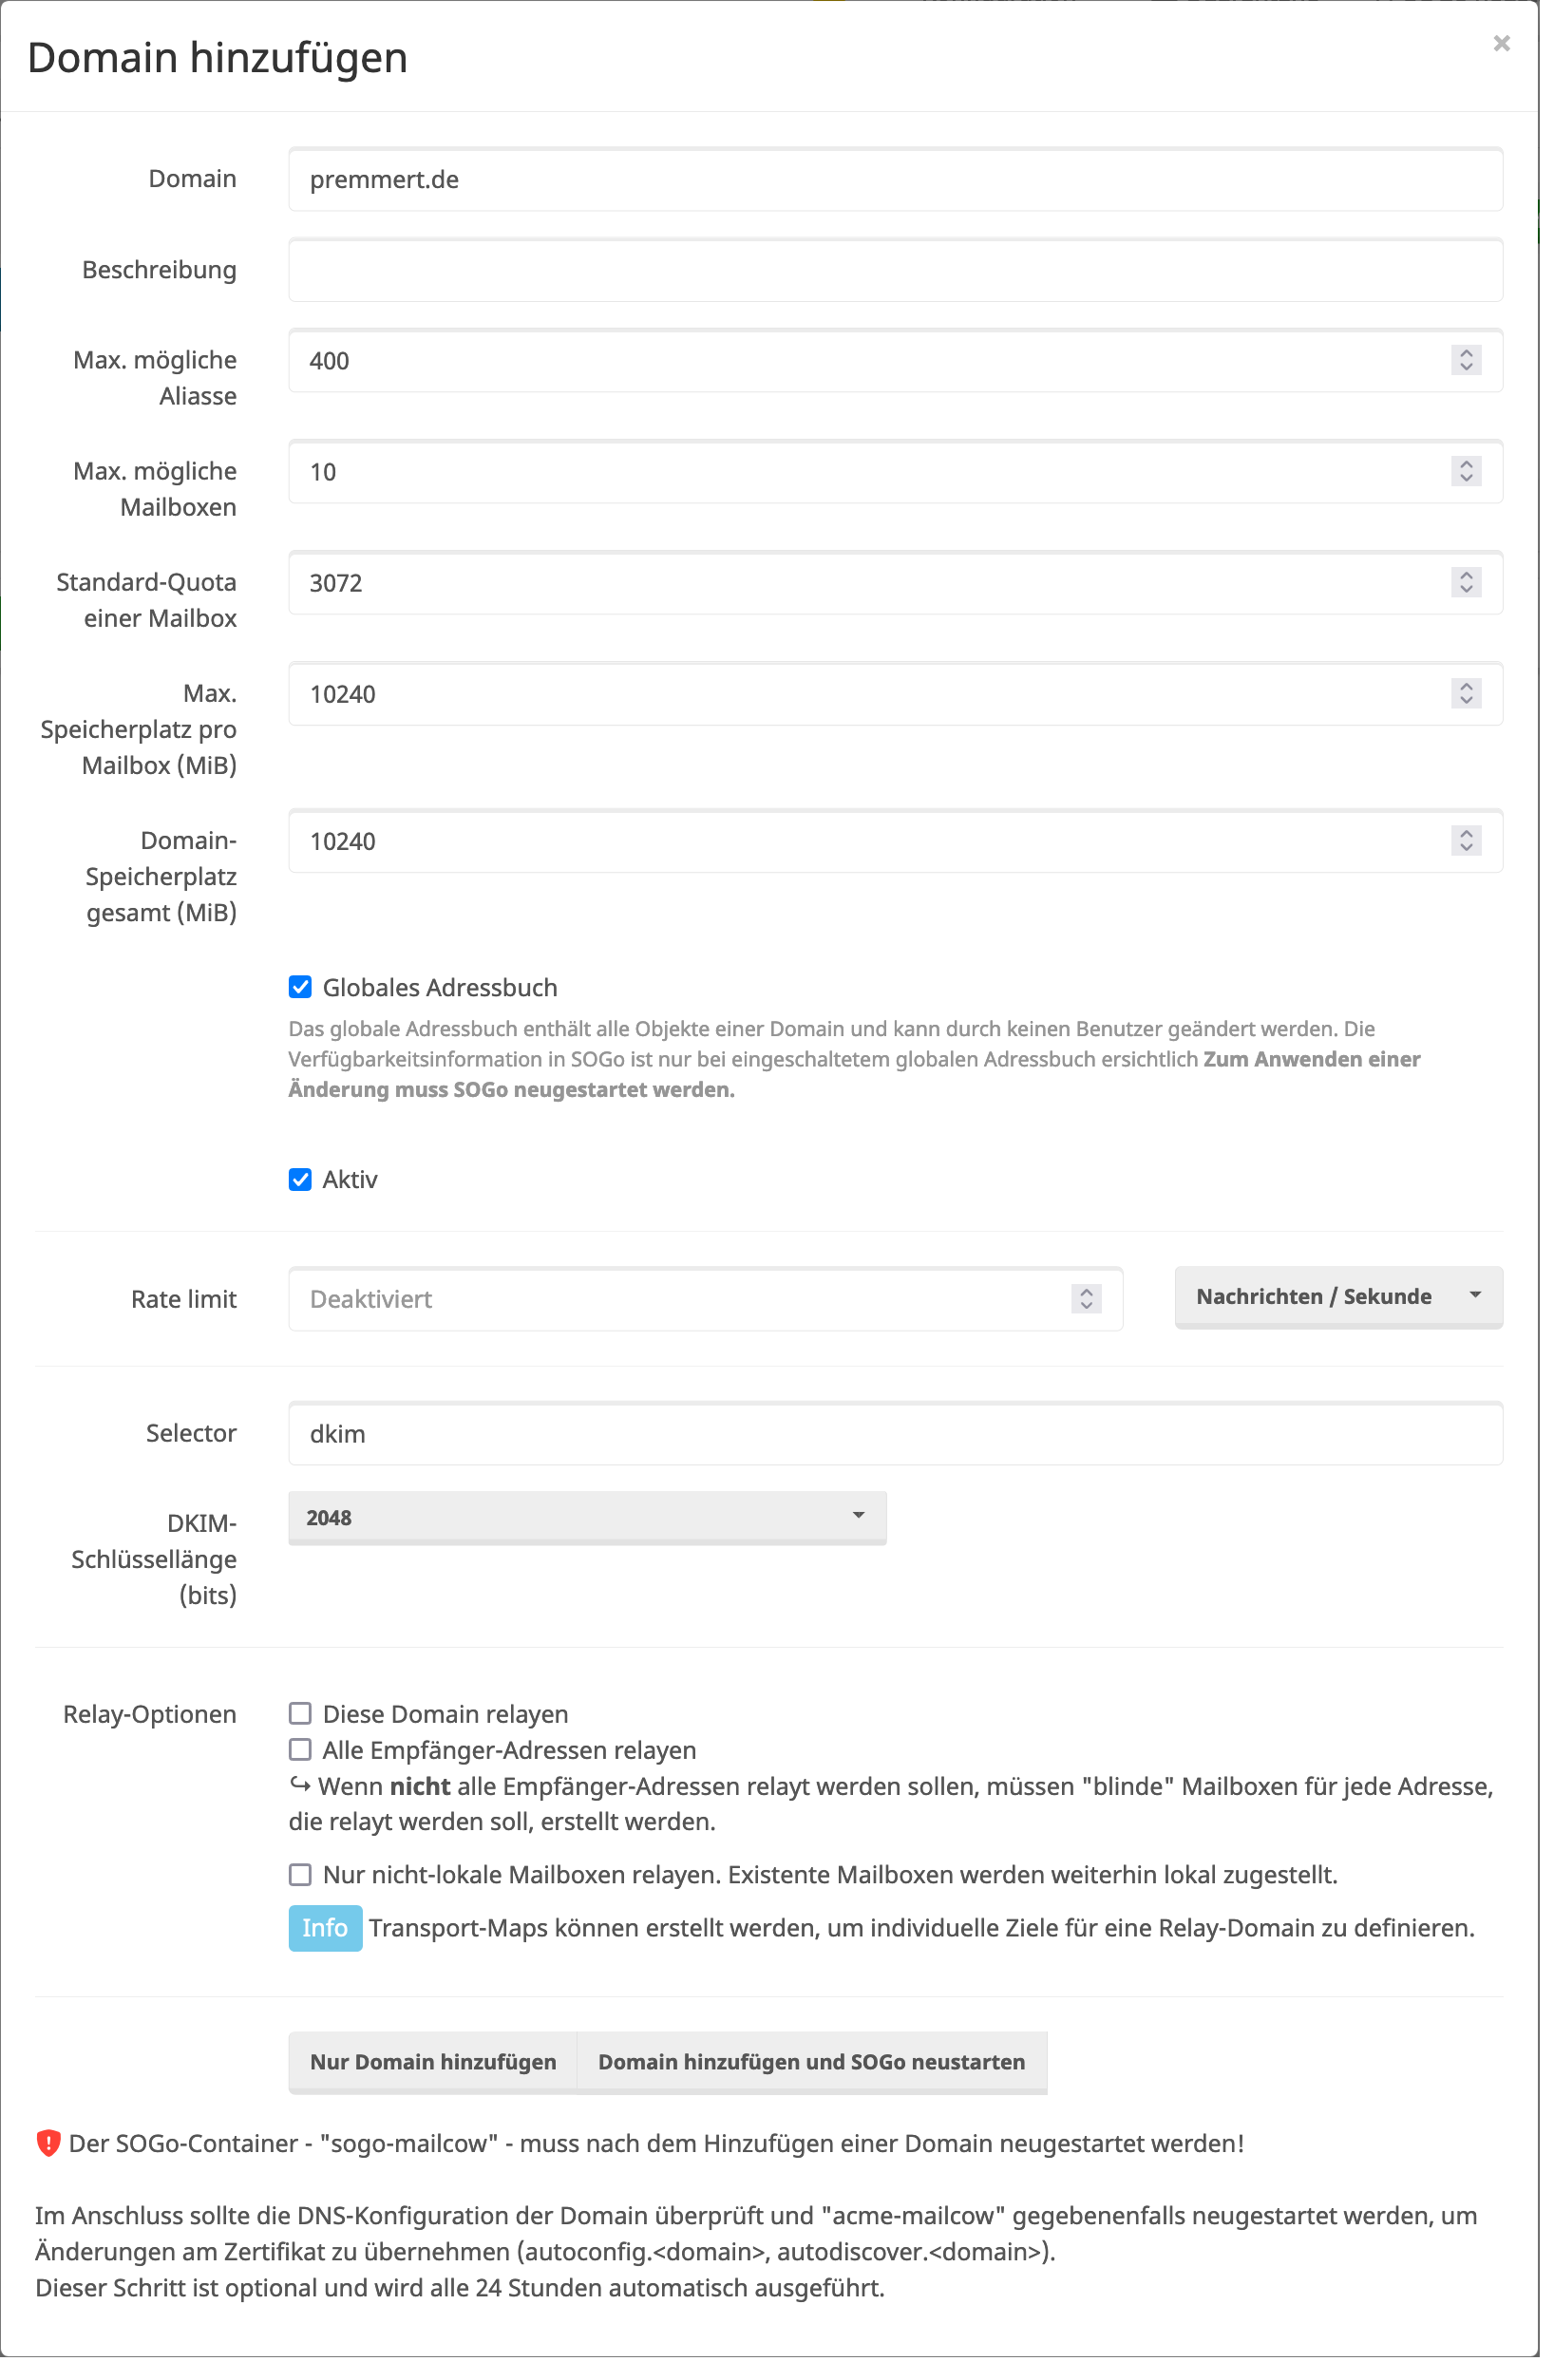 Domain hinzufügen
×
Domain
premmert.de
Beschreibung
Max. mögliche
Aliasse
400
Max. mögliche
Mailboxen
10
Standard-Quota
einer Mailbox
3072
Max.
Speicherplatz pro
Mailbox (MiB)
10240
Domain-
Speicherplatz
gesamt (MiB)
10240
Globales Adressbuch
Das globale Adressbuch enthält alle Objekte einer Domain und kann durch keinen Benutzer geändert werden. Die
Verfügbarkeitsinformation in SOGo ist nur bei eingeschaltetem globalen Adressbuch ersichtlich Zum Anwenden einer
Änderung muss SOGo neugestartet werden.
Aktiv
Rate limit
Deaktiviert
Nachrichten / Sekunde
Selector
dkim
DKIM-
Schlüssellänge
(bits)
2048
Relay-Optionen
Diese Domain relayen
Alle Empfänger-Adressen relayen
↪ Wenn nicht alle Empfänger-Adressen relayt werden sollen, müssen "blinde" Mailboxen für jede Adresse,
die relayt werden soll, erstellt werden.
Nur nicht-lokale Mailboxen relayen. Existente Mailboxen werden weiterhin lokal zugestellt.
Info Transport-Maps können erstellt werden, um individuelle Ziele für eine Relay-Domain zu definieren.
Nur Domain hinzufügen
Domain hinzufügen und SOGo neustarten
Der SOGo-Container - "sogo-mailcow" - muss nach dem Hinzufügen einer Domain neugestartet werden!
Im Anschluss sollte die DNS-Konfiguration der Domain überprüft und "acme-mailcow" gegebenenfalls neugestartet werden, um
Änderungen am Zertifikat zu übernehmen (autoconfig.&lt;domain&gt;, autodiscover.&lt;domain&gt;).
Dieser Schritt ist optional und wird alle 24 Stunden automatisch ausgeführt.